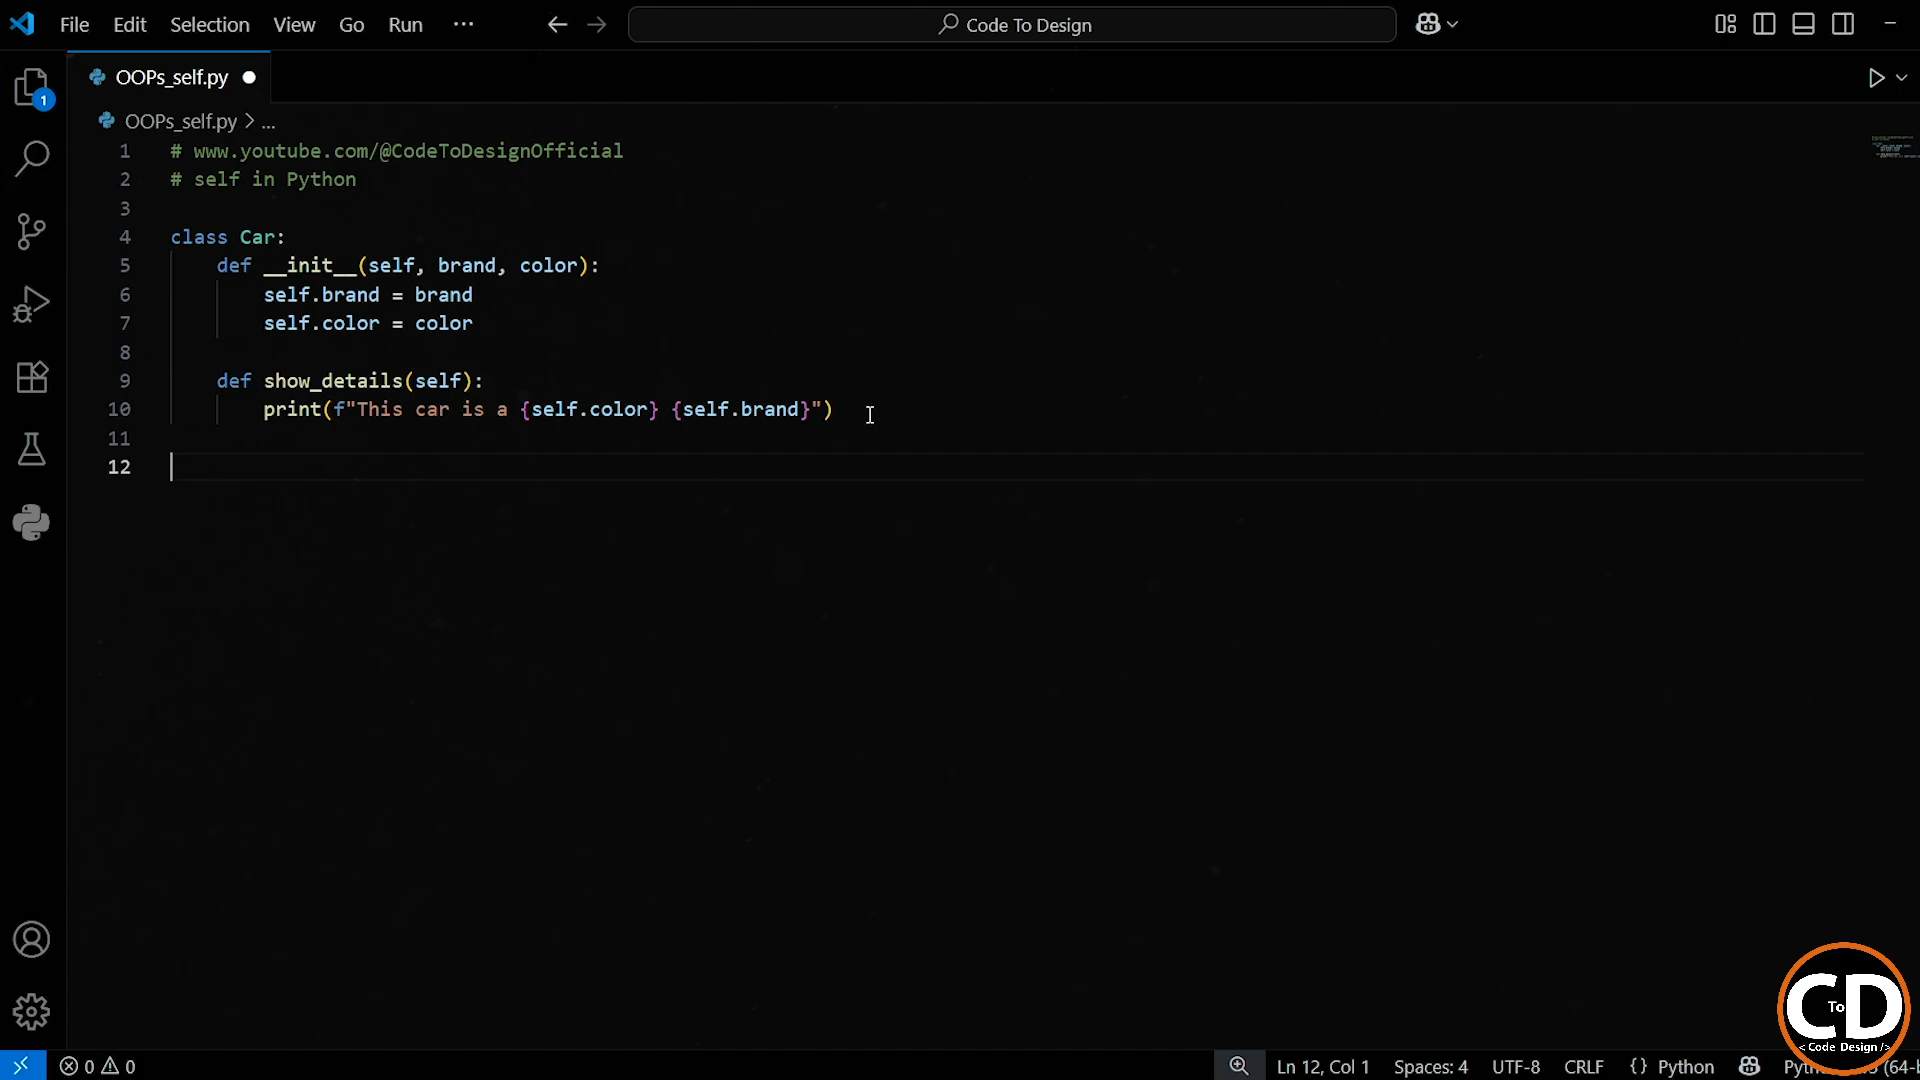 File Edit Selection View Go Run ... Code To Design
OOPs_self.py
1
OOPs_self.py > ...
1 # www.youtube.com/@CodeToDesignOfficial
2 # self in Python
3
4 class Car:
5 def __init__(self, brand, color):
6 self.brand = brand
7 self.color = color
8
9 def show_details(self):
10 print(f"This car is a {self.color} {self.brand}")
11
12
CD
To
< Code Design />
0 0 Ln 12, Col 1 Spaces: 4 UTF-8 CRLF {} Python (64-b